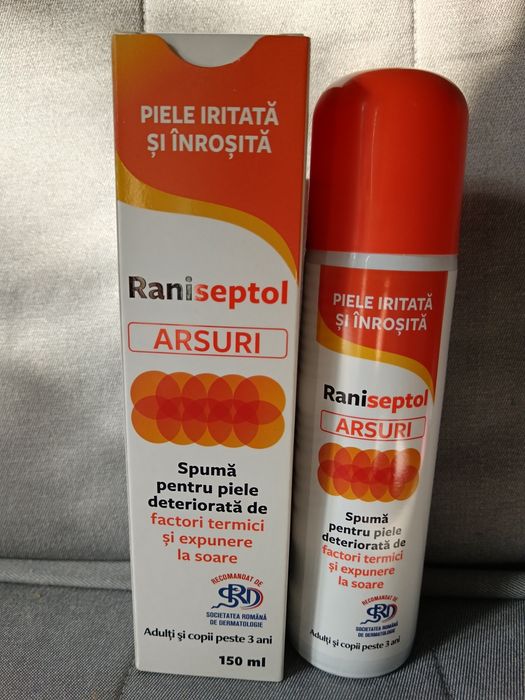 PIELE IRITATĂ
ȘI ÎNROȘITĂ
Raniseptol
ARSURI
Spumă
pentru piele
deteriorată de
factori termici
și expunere
la soare
RECOMANDAT DE
SRD
SOCIETATEA ROMÂNĂ
DE DERMATOLOGIE
Adulți și copii peste 3 ani
150 ml
PIELE IRITATĂ
ȘI ÎNROȘITĂ
Raniseptol
ARSURI
Spumă
pentru piele
deteriorată de
factori termici
și expunere
la soare
RECOMANDAT DE
SRD
SOCIETATEA ROMÂNĂ
DE DERMATOLOGIE
Adulți și copii peste 3 ani